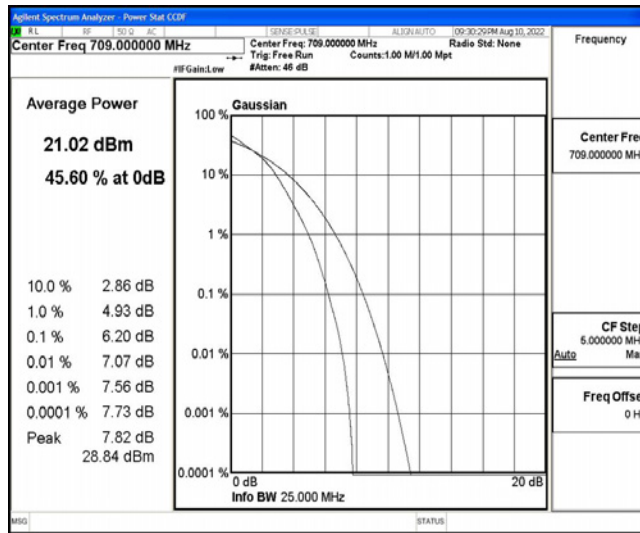 Agilent Spectrum Analyzer - Power Stat CCDF
RL RF 50 Ω AC SENSE:PULSE ALIGN AUTO 09:30:29 PM Aug 10, 2022
Center Freq 709.000000 MHz
Center Freq: 709.000000 MHz Radio Std: None
Trig: Free Run Counts:1.00 M/1.00 Mpt
#IFGain:Low #Atten: 46 dB
Frequency
Average Power
21.02 dBm
45.60 % at 0dB
10.0 % 2.86 dB
1.0 % 4.93 dB
0.1 % 6.20 dB
0.01 % 7.07 dB
0.001 % 7.56 dB
0.0001 % 7.73 dB
Peak 7.82 dB
28.84 dBm
Gaussian
100 %
10 %
1 %
0.1 %
0.01 %
0.001 %
0.0001 %
0 dB 20 dB
Info BW 25.000 MHz
Center Fre
709.000000 MH
CF Step
5.000000 MH
Auto Ma
Freq Offse
0 H
MSG STATUS